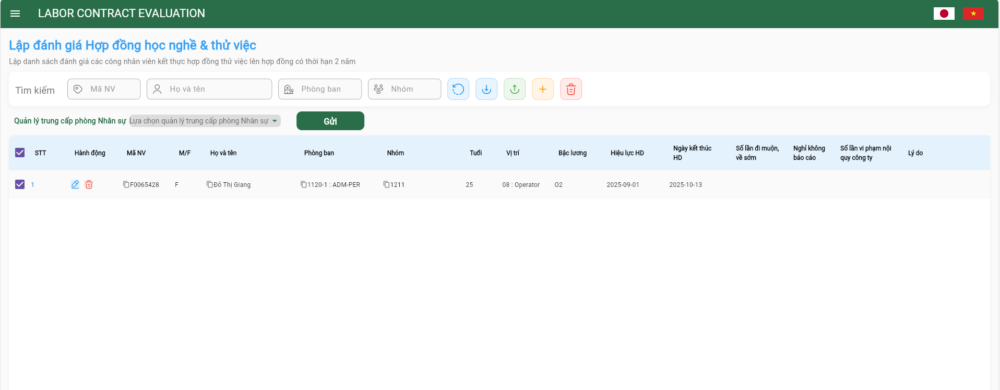 LABOR CONTRACT EVALUATION
Lập đánh giá Hợp đồng học nghề & thử việc
Lập danh sách đánh giá các công nhân viên kết thực hợp đồng thử việc lên hợp đồng có thời hạn 2 năm
Tìm kiếm Mã NV Họ và tên Phòng ban Nhóm
Quản lý trung cấp phòng Nhân sự Lựa chọn quản lý trung cấp phòng Nhân sự Gửi
STT Hành động Mã NV M/F Họ và tên Phòng ban Nhóm Tuổi Vị trí Bậc lương Hiệu lực HD Ngày kết thúc HD Số lần đi muộn, về sớm Nghỉ không báo cáo Số lần vi phạm nội quy công ty Lý do
1 F0065428 F Đỗ Thị Giang 1120-1 : ADM-PER 1211 25 08 : Operator O2 2025-09-01 2025-10-13